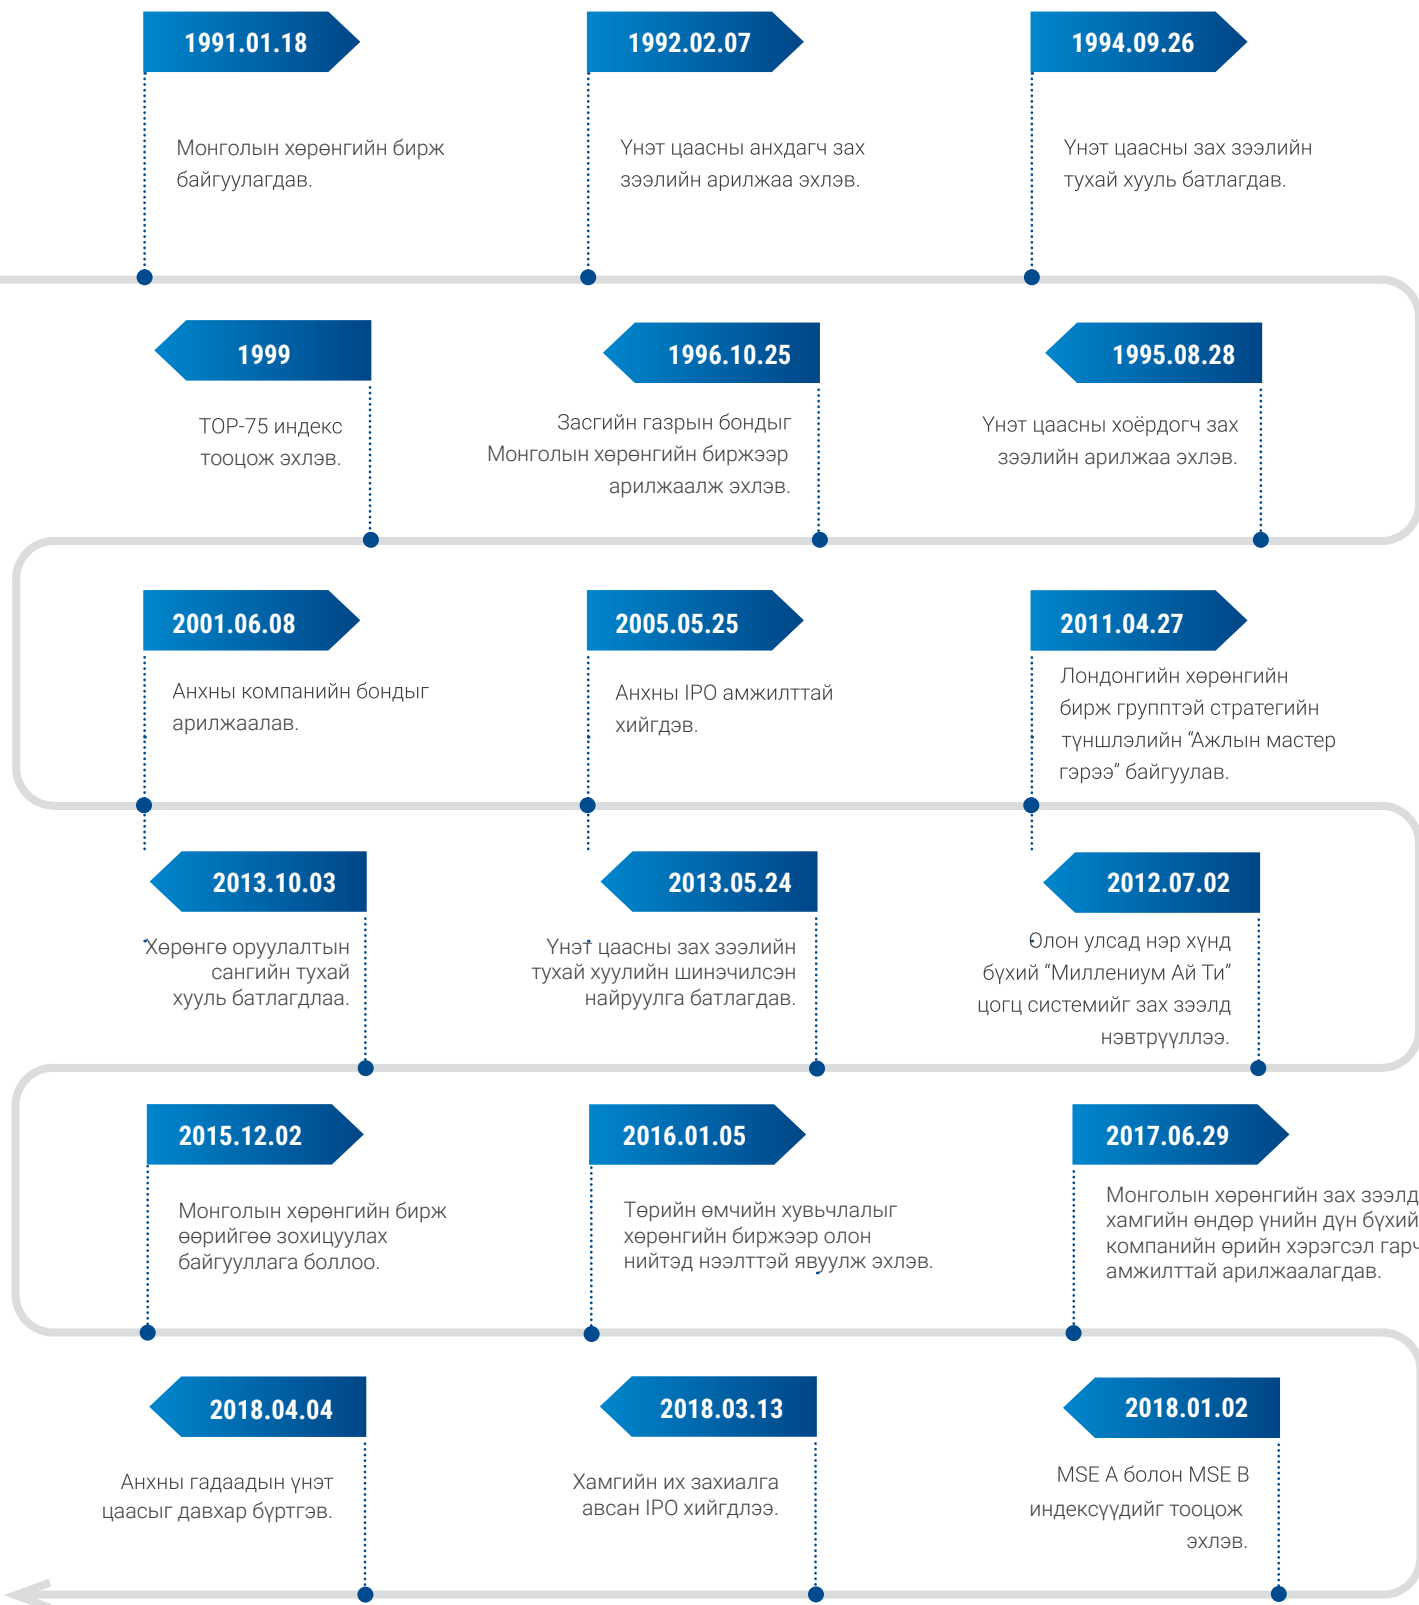 1991.01.18
Монголын хөрөнгийн бирж
байгуулагдав.
1992.02.07
Үнэт цаасны анхдагч зах
зээлийн арилжаа эхлэв.
1994.09.26
Үнэт цаасны зах зээлийн
тухай хууль батлагдав.
1995.08.28
Үнэт цаасны хоёрдогч зах
зээлийн арилжаа эхлэв.
1996.10.25
Засгийн газрын бондыг
Монголын хөрөнгийн биржээр
арилжаалж эхлэв.
1999
TOP-75 индекс
тооцож эхлэв.
2001.06.08
Анхны компанийн бондыг
арилжаалав.
2005.05.25
Анхны IPO амжилттай
хийгдэв.
2011.04.27
Лондонгийн хөрөнгийн
бирж групптэй стратегийн
түншлэлийн “Ажлын мастер
гэрээ” байгуулав.
2012.07.02
Олон улсад нэр хүнд
бүхий “Миллениум Ай Ти”
цогц системийг зах зээлд
нэвтрүүллээ.
2013.05.24
Үнэт цаасны зах зээлийн
тухай хуулийн шинэчилсэн
найруулга батлагдав.
2013.10.03
Хөрөнгө оруулалтын
сангийн тухай
хууль батлагдлаа.
2015.12.02
Монголын хөрөнгийн бирж
өөрийгөө зохицуулах
байгууллага боллоо.
2016.01.05
Төрийн өмчийн хувьчлалыг
хөрөнгийн биржээр олон
нийтэд нээлттэй явуулж эхлэв.
2017.06.29
Монголын хөрөнгийн зах зээлд
хамгийн өндөр үнийн дүн бүхий
компанийн өрийн хэрэгсэл гарч
амжилттай арилжаалагдав.
2018.01.02
MSE A болон MSE B
индексүүдийг тооцож
эхлэв.
2018.03.13
Хамгийн их захиалга
авсан IPO хийгдлээ.
2018.04.04
Анхны гадаадын үнэт
цаасыг давхар бүртгэв.